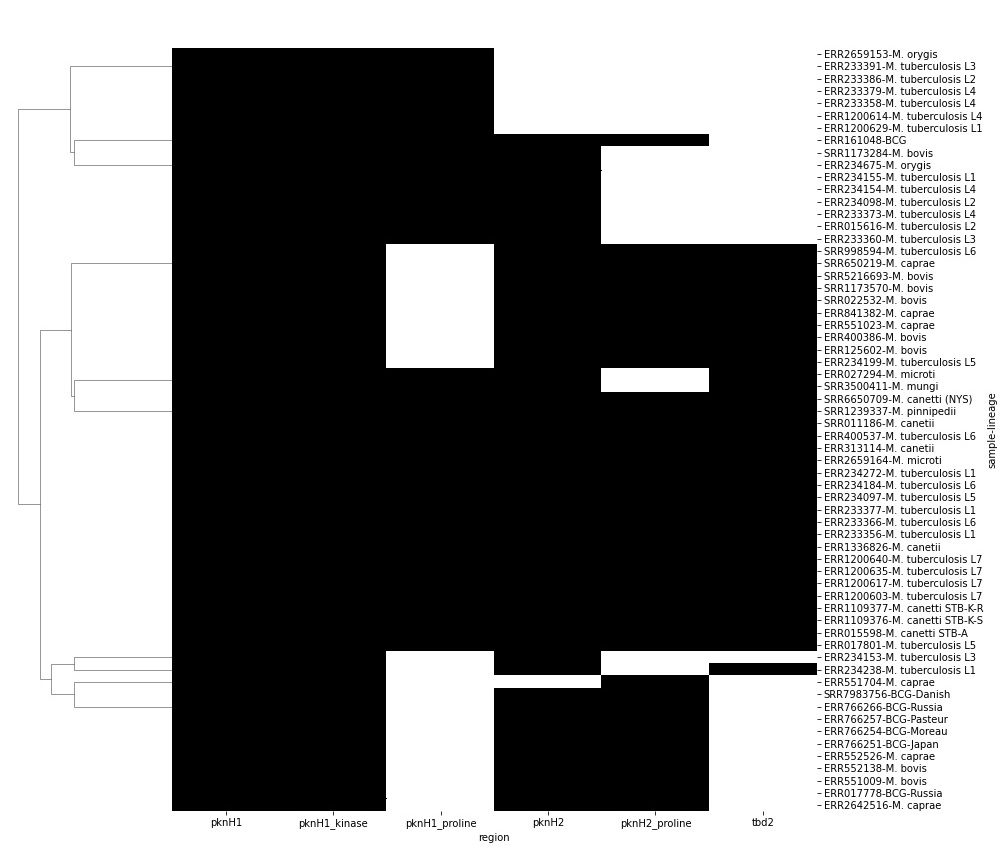 ERR2659153-M. orygis
ERR233391-M. tuberculosis L3
ERR233386-M. tuberculosis L2
ERR233379-M. tuberculosis L4
ERR233358-M. tuberculosis L4
ERR1200614-M. tuberculosis L4
ERR1200629-M. tuberculosis L1
ERR161048-BCG
SRR1173284-M. bovis
ERR234675-M. orygis
ERR234155-M. tuberculosis L1
ERR234154-M. tuberculosis L4
ERR234098-M. tuberculosis L2
ERR233373-M. tuberculosis L4
ERR015616-M. tuberculosis L2
ERR233360-M. tuberculosis L3
SRR998594-M. tuberculosis L6
SRR650219-M. caprae
SRR5216693-M. bovis
SRR1173570-M. bovis
SRR022532-M. bovis
ERR841382-M. caprae
ERR551023-M. caprae
ERR400386-M. bovis
ERR125602-M. bovis
ERR234199-M. tuberculosis L5
ERR027294-M. microti
SRR3500411-M. mungi
SRR6650709-M. canetti (NYS)
SRR1239337-M. pinnipedii
SRR011186-M. canetii
ERR400537-M. tuberculosis L6
ERR313114-M. canetii
ERR2659164-M. microti
ERR234272-M. tuberculosis L1
ERR234184-M. tuberculosis L6
ERR234097-M. tuberculosis L5
ERR233377-M. tuberculosis L1
ERR233366-M. tuberculosis L6
ERR233356-M. tuberculosis L1
ERR1336826-M. canetii
ERR1200640-M. tuberculosis L7
ERR1200635-M. tuberculosis L7
ERR1200617-M. tuberculosis L7
ERR1200603-M. tuberculosis L7
ERR1109377-M. canetti STB-K-R
ERR1109376-M. canetti STB-K-S
ERR015598-M. canetti STB-A
ERR017801-M. tuberculosis L5
ERR234153-M. tuberculosis L3
ERR234238-M. tuberculosis L1
ERR551704-M. caprae
SRR7983756-BCG-Danish
ERR766266-BCG-Russia
ERR766257-BCG-Pasteur
ERR766254-BCG-Moreau
ERR766251-BCG-Japan
ERR552526-M. caprae
ERR552138-M. bovis
ERR551009-M. bovis
ERR017778-BCG-Russia
ERR2642516-M. caprae
sample-lineage
pknH1 pknH1_kinase pknH1_proline pknH2 pknH2_proline tbd2
region